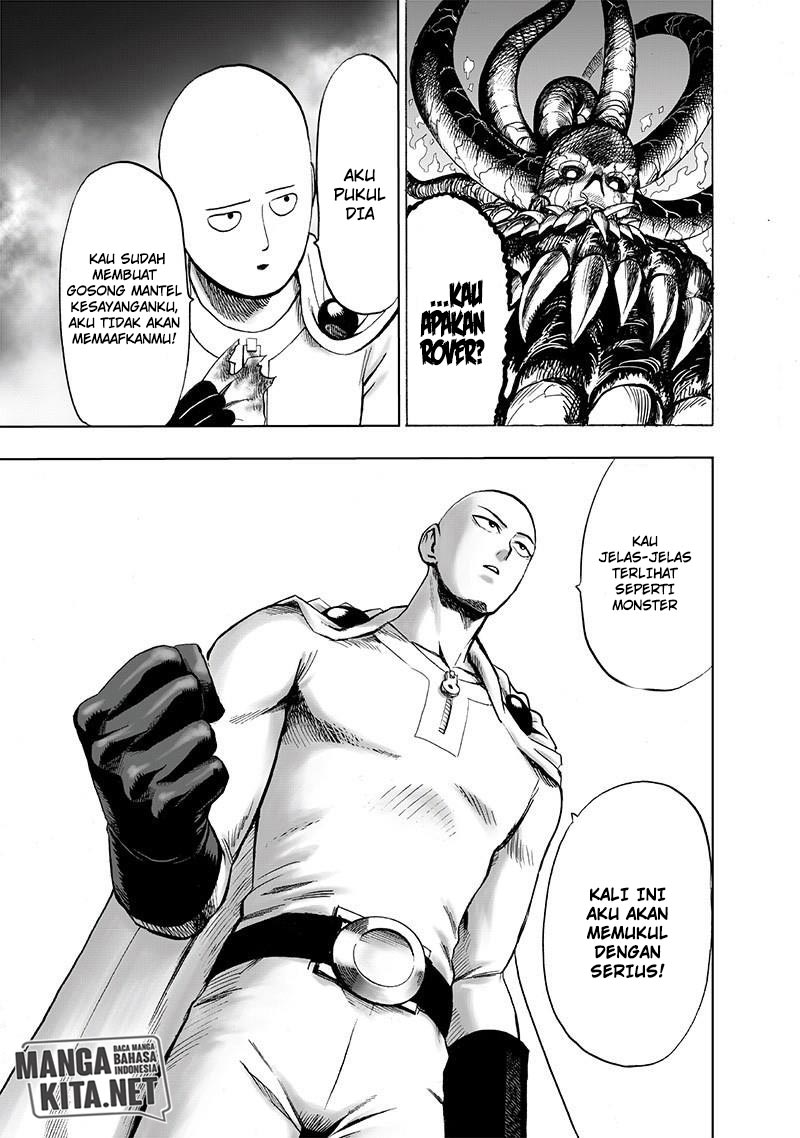 ...KAU
APAKAN
ROVER?
AKU
PUKUL
DIA
KAU SUDAH
MEMBUAT
GOSONG MANTEL
KESAYANGANKU,
AKU TIDAK AKAN
MEMAAFKANMU!
KAU
JELAS-JELAS
TERLIHAT
SEPERTI
MONSTER
KALI INI
AKU AKAN
MEMUKUL
DENGAN
SERIUS!
MANGA
KITA.NET
BACA MANGA
BAHASA
INDONESIA